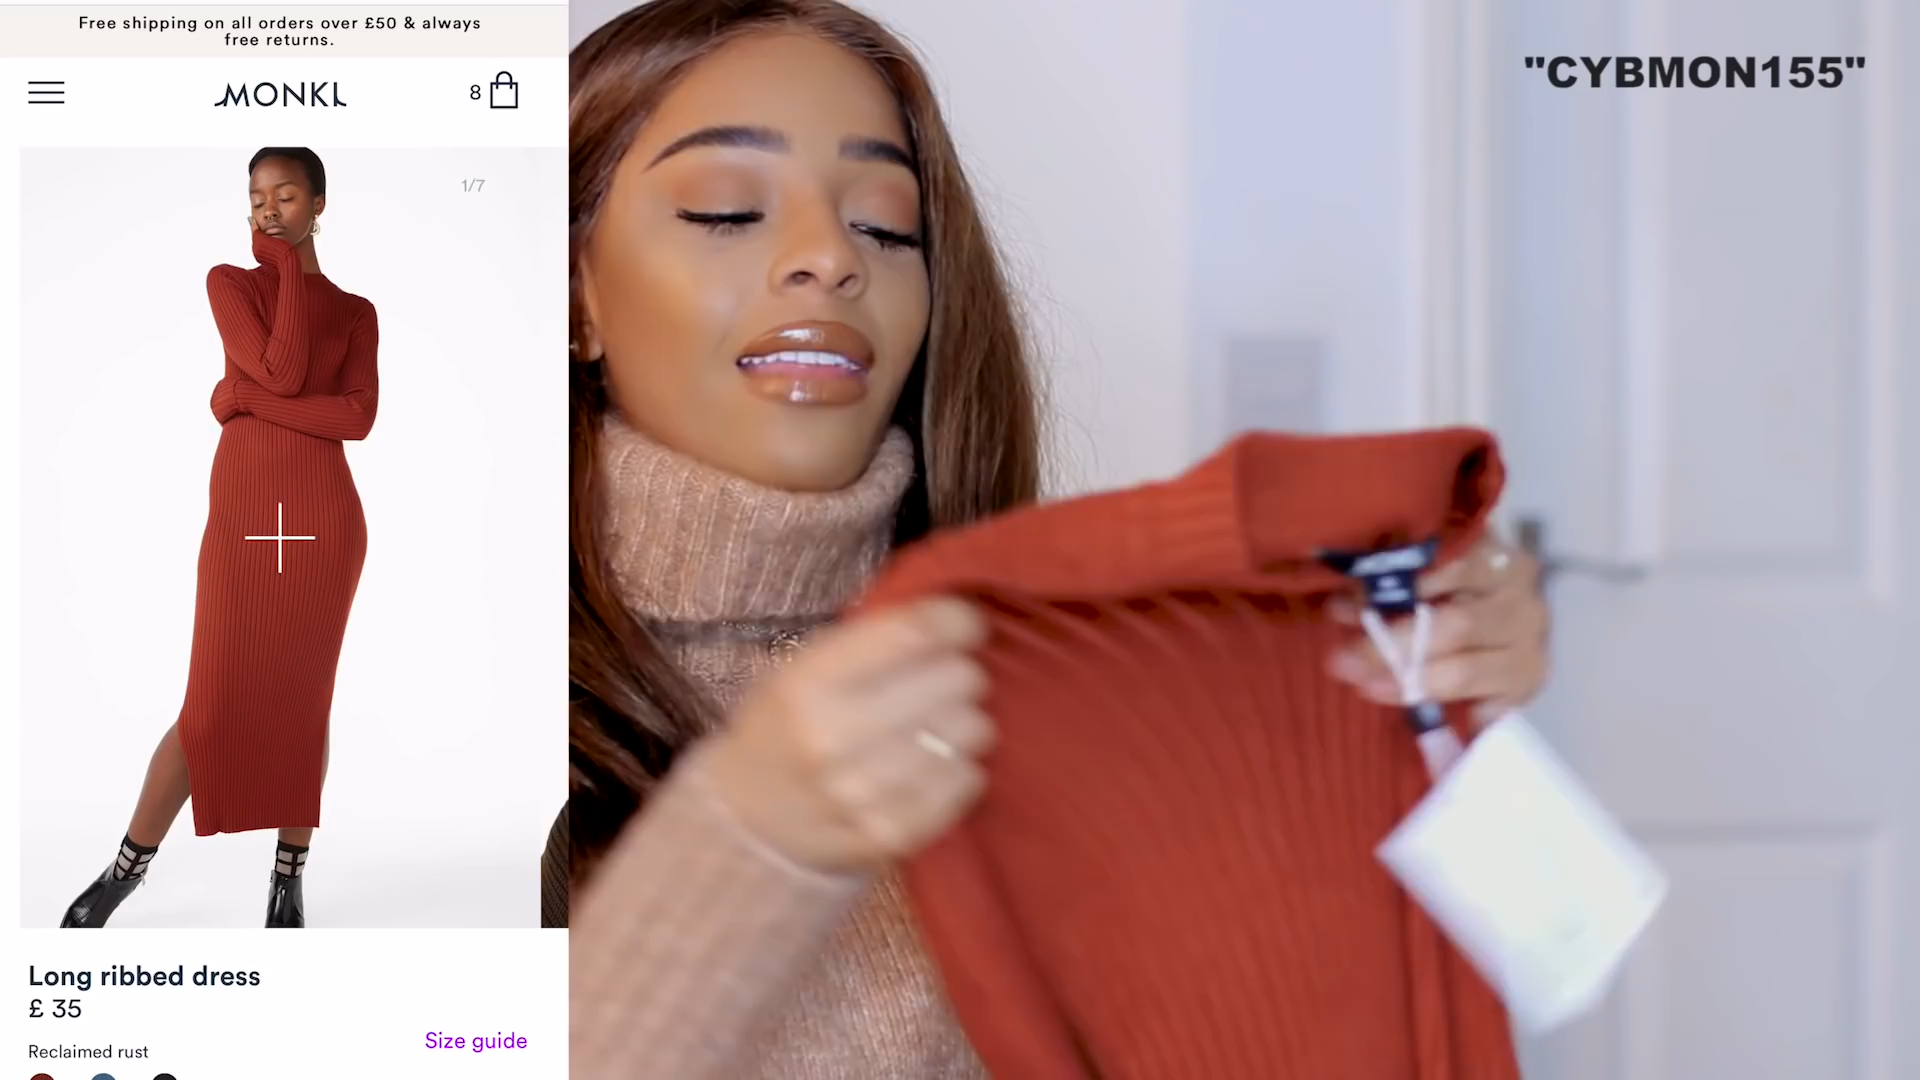 Free shipping on all orders over £50 & always
free returns.
MONKI
8
1/7
Long ribbed dress
£ 35
Size guide
Reclaimed rust
"CYBMON155"